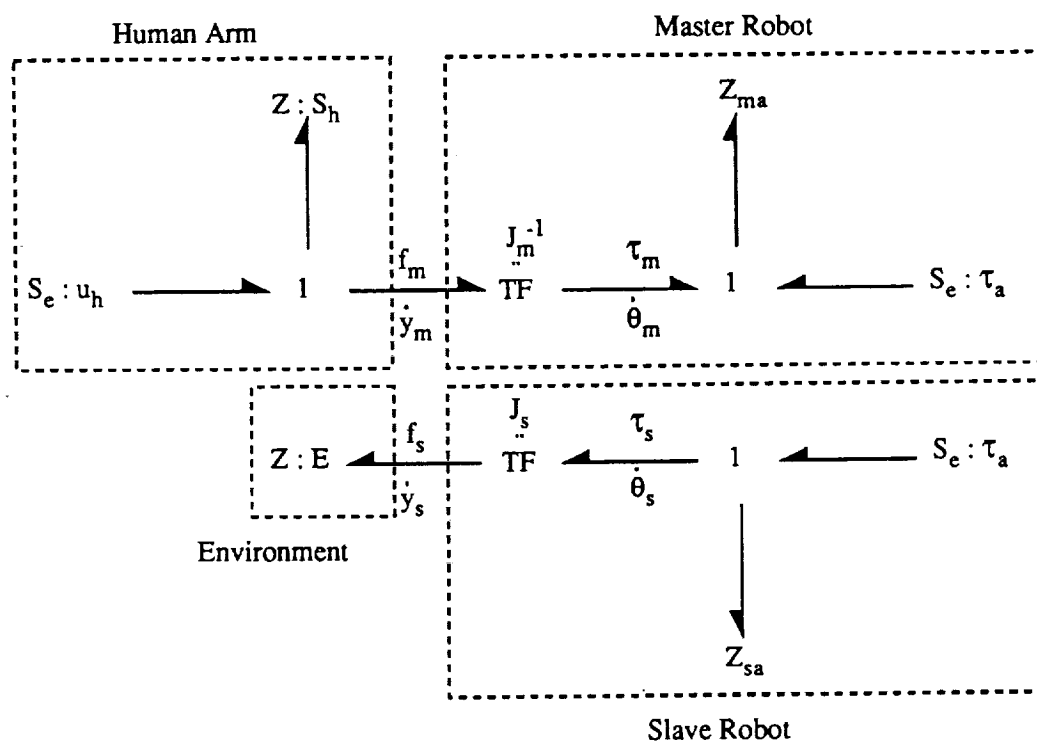 Human Arm
Master Robot
Z : S_h
Z_ma
S_e : u_h
1
f_m
ẏ_m
J_m^-1
TF
τ_m
θ̇_m
1
S_e : τ_a
Z : E
f_s
ẏ_s
J_s
TF
τ_s
θ̇_s
1
S_e : τ_a
Environment
Z_sa
Slave Robot